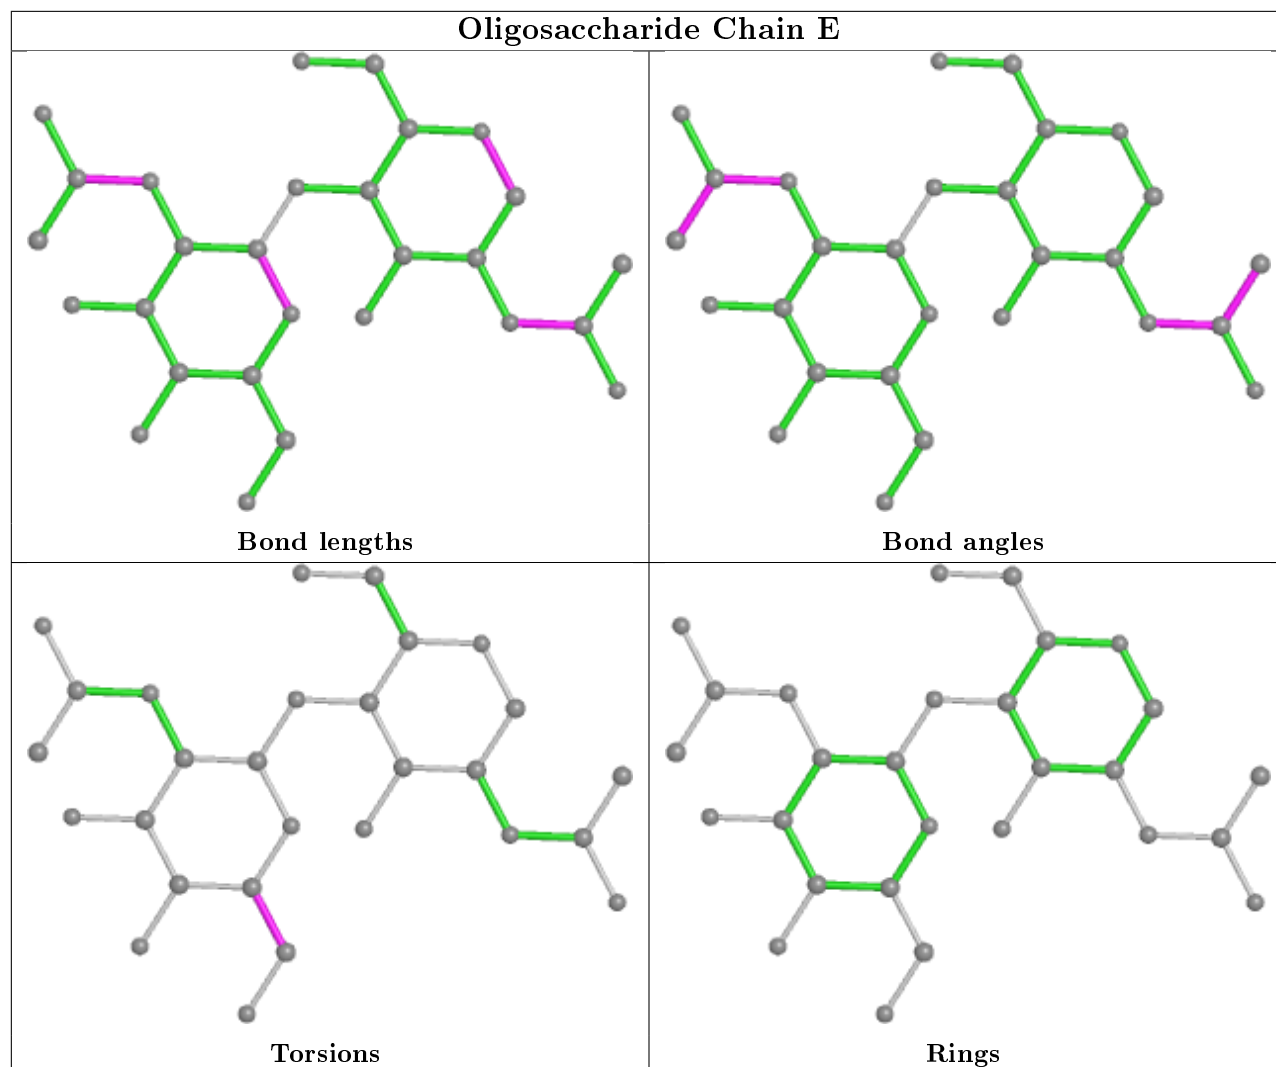 Oligosaccharide Chain E
Bond lengths
Bond angles
Torsions
Rings